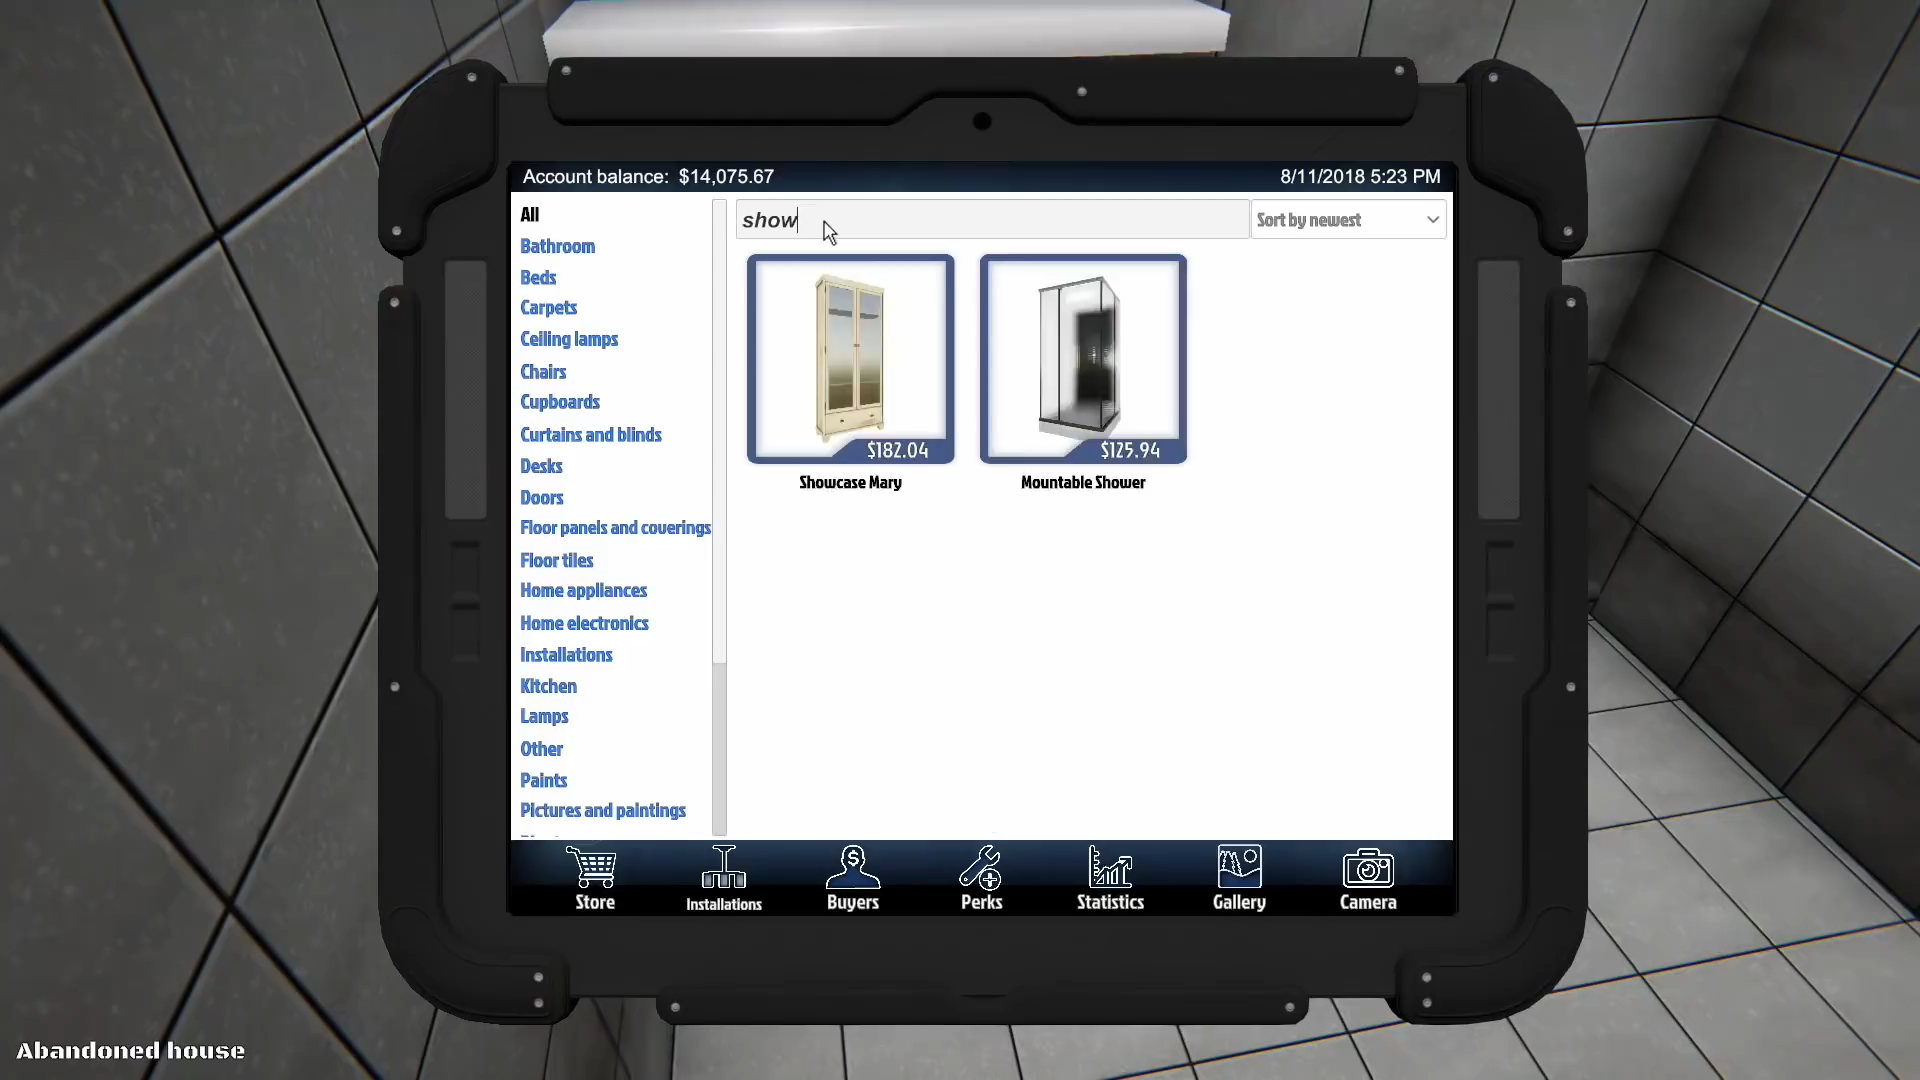 Account balance: $14,075.67
8/11/2018 5:23 PM
All
Bathroom
Beds
Carpets
Ceiling lamps
Chairs
Cupboards
Curtains and blinds
Desks
Doors
Floor panels and coverings
Floor tiles
Home appliances
Home electronics
Installations
Kitchen
Lamps
Other
Paints
Pictures and paintings
show
Sort by newest
$182.04
$125.94
Showcase Mary
Mountable Shower
Store
Installations
Buyers
Perks
Statistics
Gallery
Camera
Abandoned house